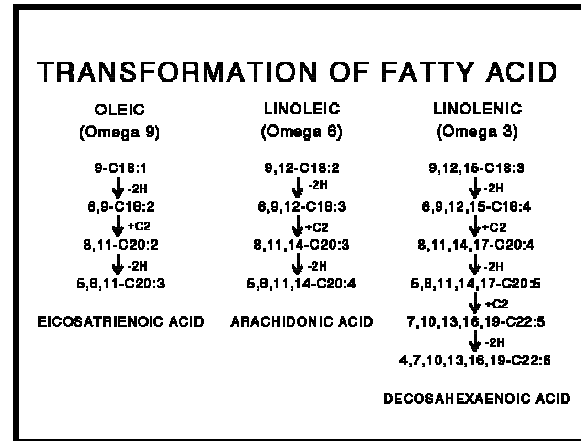 TRANSFORMATION OF FATTY ACID
OLEIC
(Omega 9)
9-C18:1
-2H
6,9-C18:2
+C2
8,11-C20:2
-2H
5,8,11-C20:3
EICOSATRIENOIC ACID
LINOLEIC
(Omega 6)
9,12-C18:2
-2H
6,9,12-C18:3
+C2
8,11,14-C20:3
-2H
5,8,11,14-C20:4
ARACHIDONIC ACID
LINOLENIC
(Omega 3)
9,12,15-C18:3
-2H
6,9,12,15-C18:4
+C2
8,11,14,17-C20:4
-2H
5,8,11,14,17-C20:5
+C2
7,10,13,16,19-C22:5
-2H
4,7,10,13,16,19-C22:6
DECOSAHEXAENOIC ACID